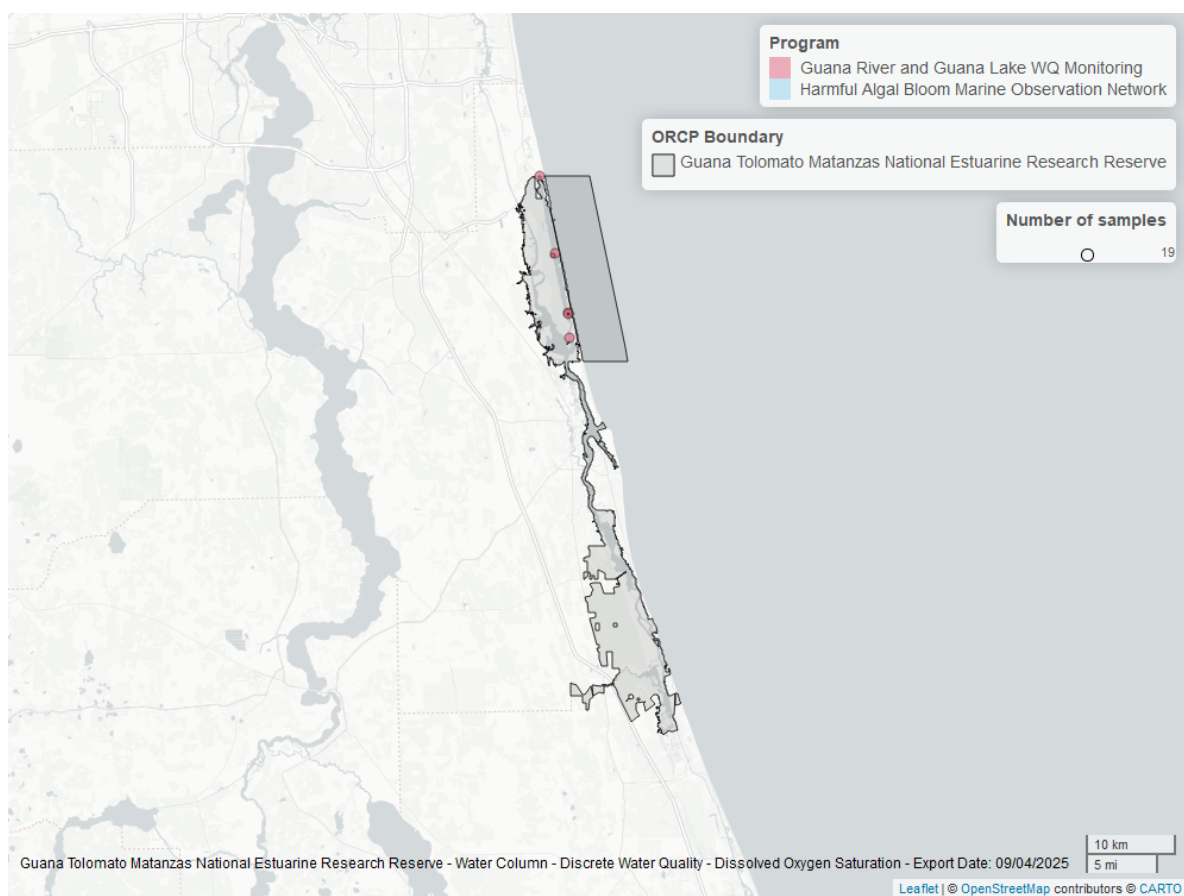 Program
Guana River and Guana Lake WQ Monitoring
Harmful Algal Bloom Marine Observation Network
ORCP Boundary
Guana Tolomato Matanzas National Estuarine Research Reserve
Number of samples
19
10 km
5 mi
Guana Tolomato Matanzas National Estuarine Research Reserve - Water Column - Discrete Water Quality - Dissolved Oxygen Saturation - Export Date: 09/04/2025
Leaflet | © OpenStreetMap contributors © CARTO